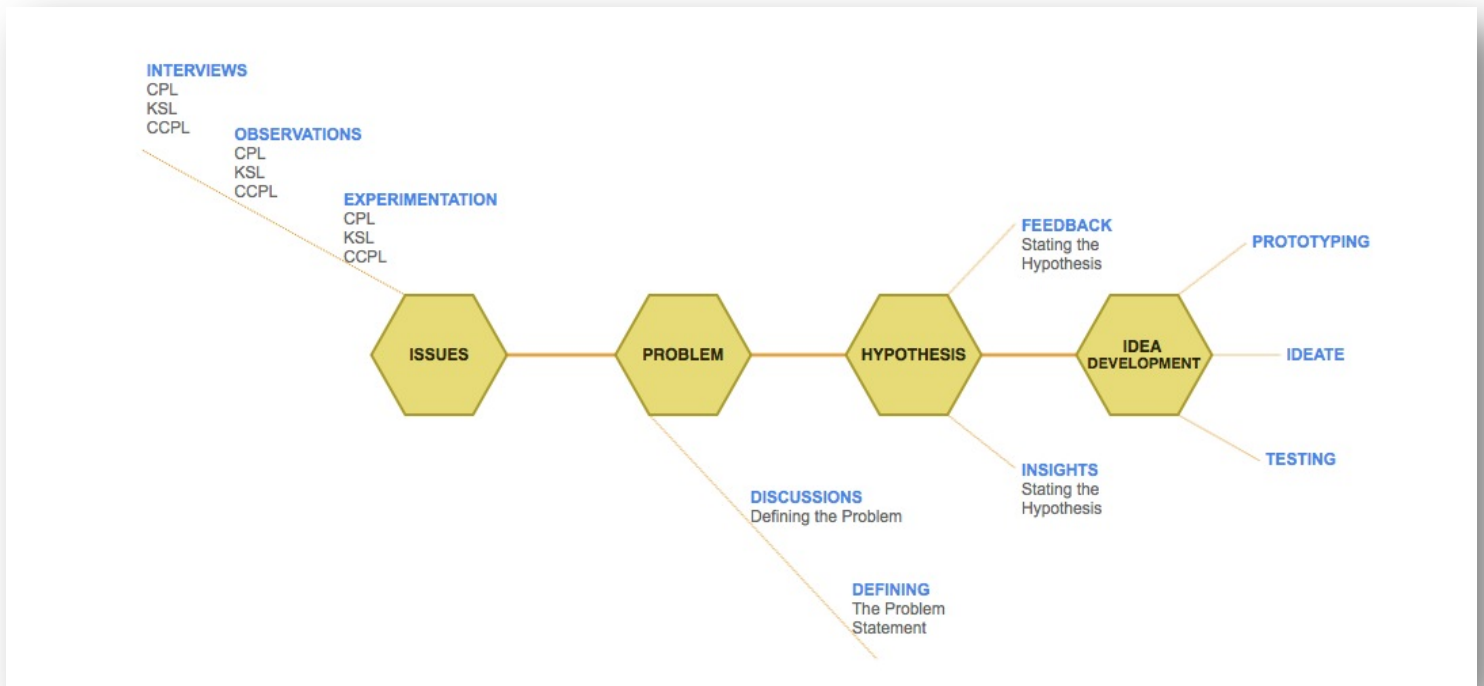 INTERVIEWS
CPL
KSL
CCPL
OBSERVATIONS
CPL
KSL
CCPL
EXPERIMENTATION
CPL
KSL
CCPL
ISSUES
PROBLEM
DISCUSSIONS
Defining the Problem
DEFINING
The Problem
Statement
HYPOTHESIS
FEEDBACK
Stating the
Hypothesis
INSIGHTS
Stating the
Hypothesis
IDEA
DEVELOPMENT
PROTOTYPING
IDEATE
TESTING